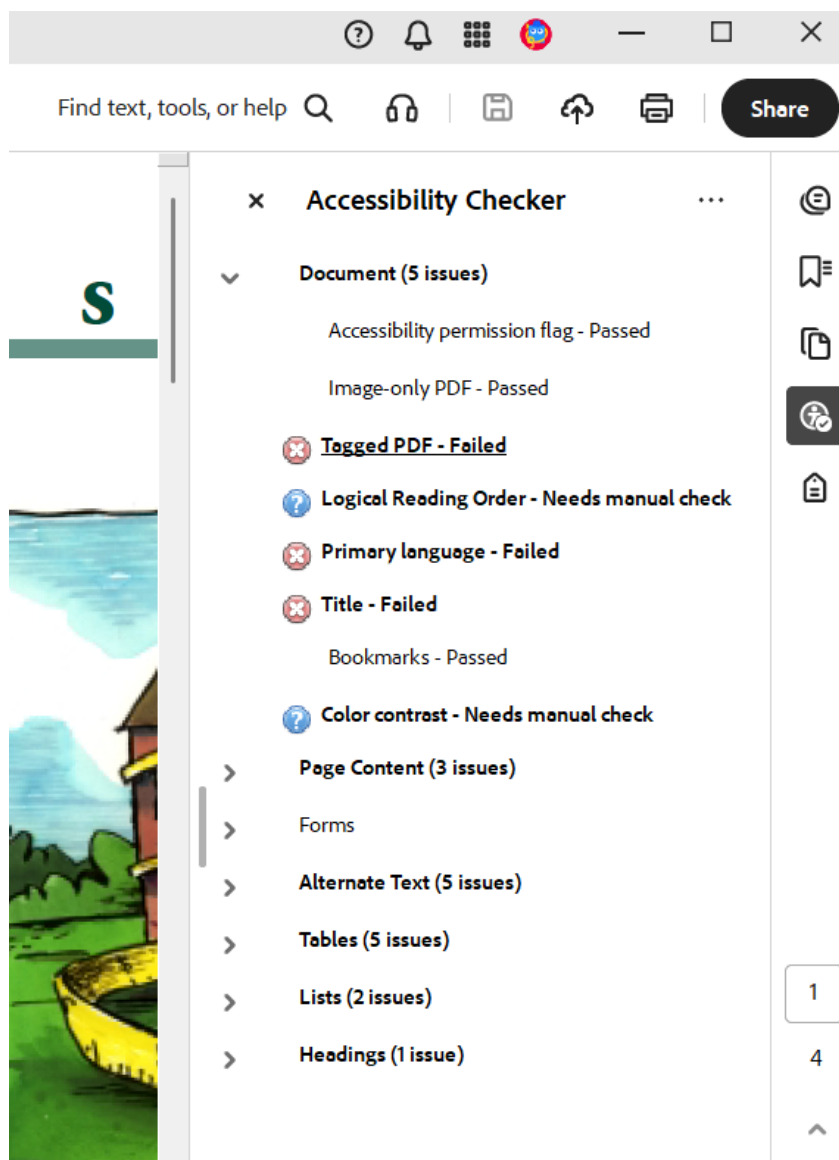 Find text, tools, or help
Share
s
Accessibility Checker
Document (5 issues)
Accessibility permission flag - Passed
Image-only PDF - Passed
Tagged PDF - Failed
Logical Reading Order - Needs manual check
Primary language - Failed
Title - Failed
Bookmarks - Passed
Color contrast - Needs manual check
Page Content (3 issues)
Forms
Alternate Text (5 issues)
Tables (5 issues)
Lists (2 issues)
Headings (1 issue)
1
4